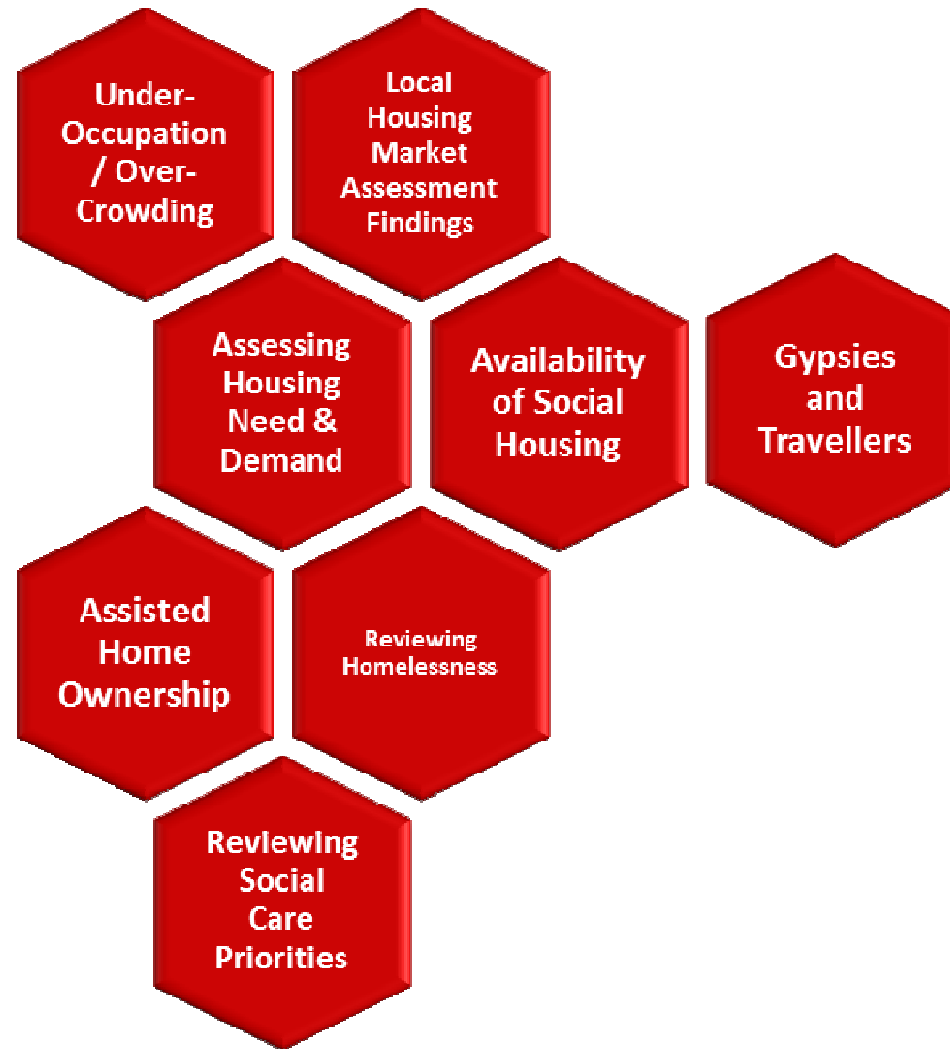 Under-
Occupation
/ Over-
Crowding
Local
Housing
Market
Assessment
Findings
Assessing
Housing
Need &
Demand
Availability
of Social
Housing
Gypsies
and
Travellers
Assisted
Home
Ownership
Reviewing
Homelessness
Reviewing
Social
Care
Priorities